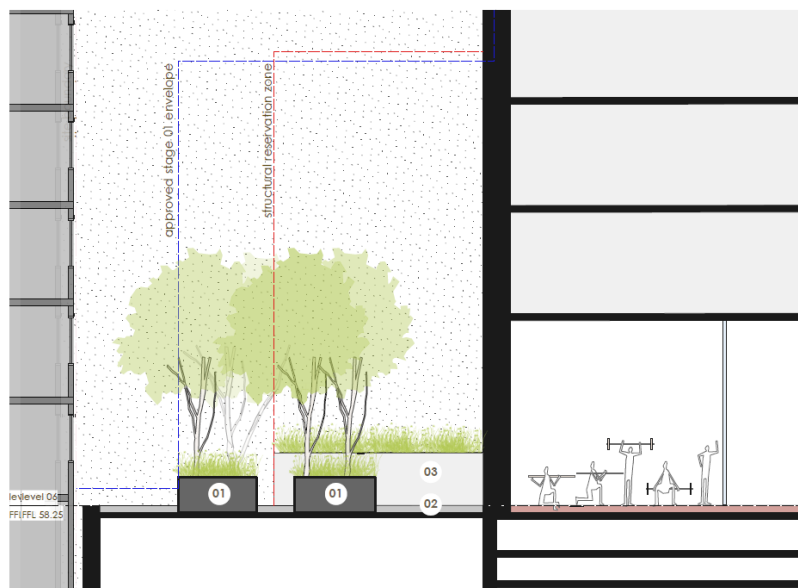 approved stage 01 envelope
structural reservation zone
03
01
01
02
level 06
FFL 58.25